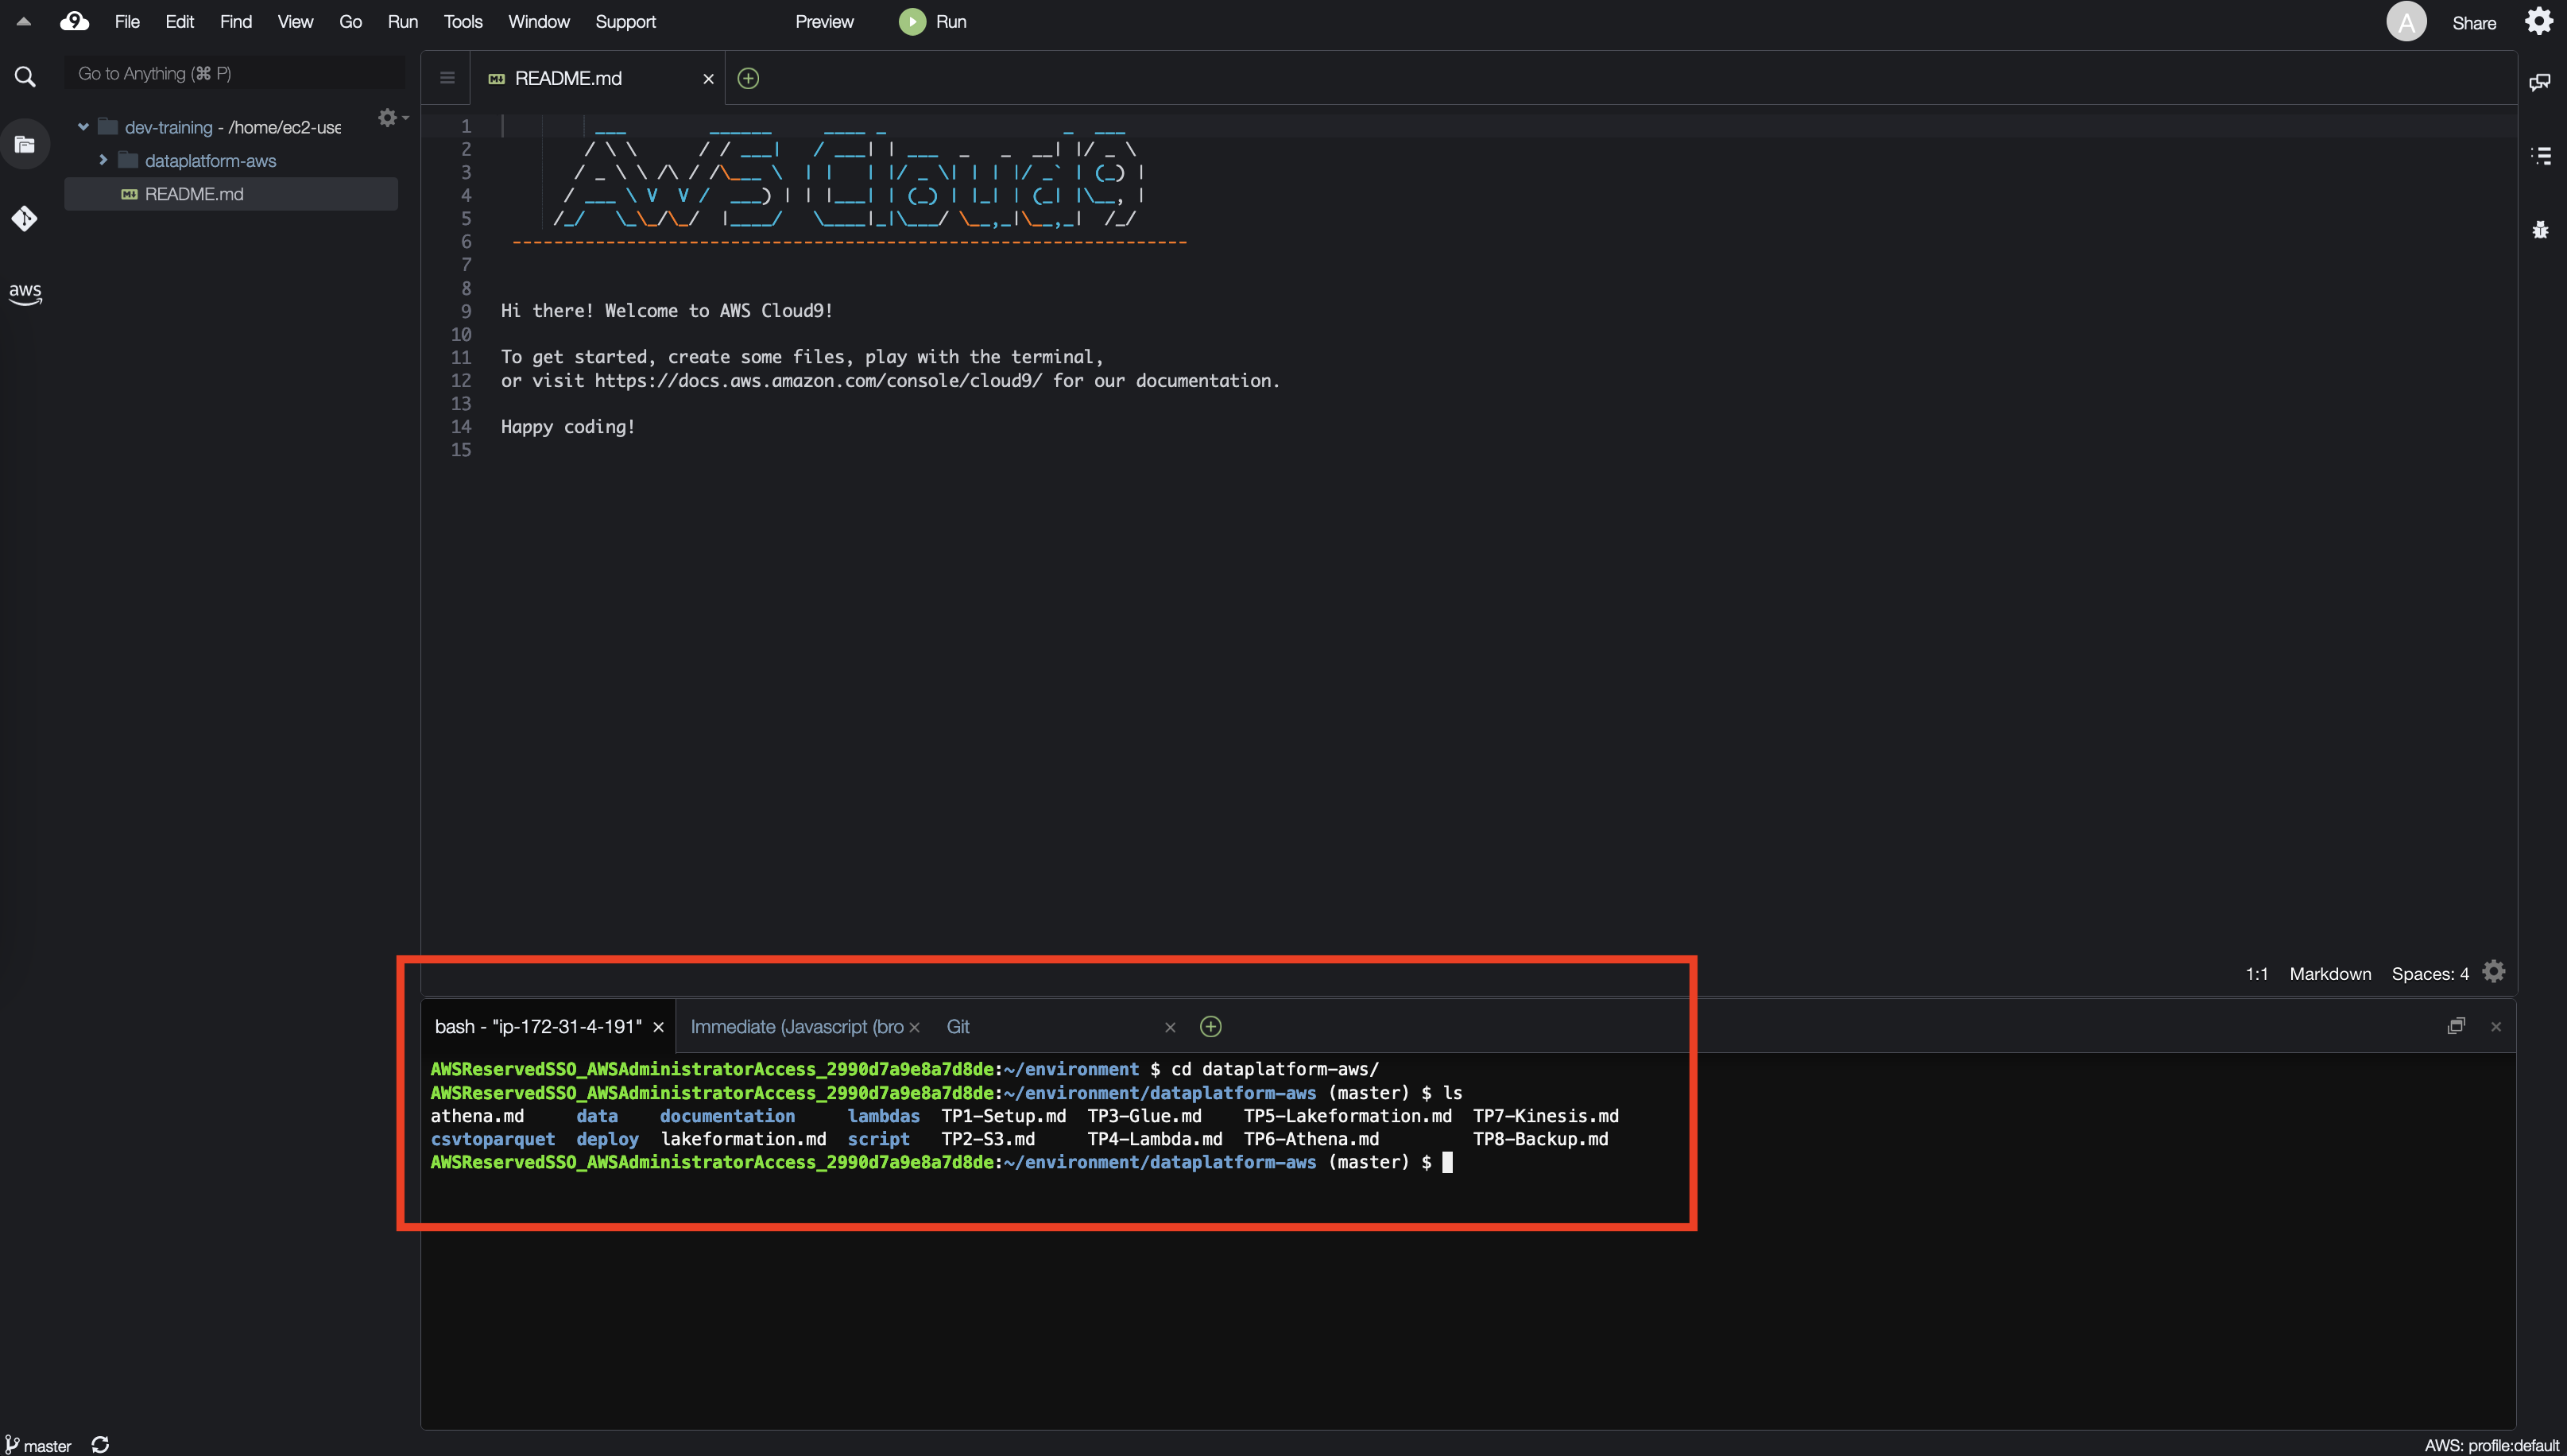 File Edit Find View Go Run Tools Window Support Preview Run A Share
Go to Anything (⌘ P)
README.md
dev-training - /home/ec2-use
dataplatform-aws
README.md
aws
1
2
3
4
5
6 -----------------------------------------------------------------
7
8
9 Hi there! Welcome to AWS Cloud9!
10
11 To get started, create some files, play with the terminal,
12 or visit https://docs.aws.amazon.com/console/cloud9/ for our documentation.
13
14 Happy coding!
15
1:1 Markdown Spaces: 4
bash - "ip-172-31-4-191" Immediate (Javascript (bro Git
AWSReservedSSO_AWSAdministratorAccess_2990d7a9e8a7d8de:~/environment $ cd dataplatform-aws/
AWSReservedSSO_AWSAdministratorAccess_2990d7a9e8a7d8de:~/environment/dataplatform-aws (master) $ ls
athena.md data documentation lambdas TP1-Setup.md TP3-Glue.md TP5-Lakeformation.md TP7-Kinesis.md
csvtoparquet deploy lakeformation.md script TP2-S3.md TP4-Lambda.md TP6-Athena.md TP8-Backup.md
AWSReservedSSO_AWSAdministratorAccess_2990d7a9e8a7d8de:~/environment/dataplatform-aws (master) $
master AWS: profile:default